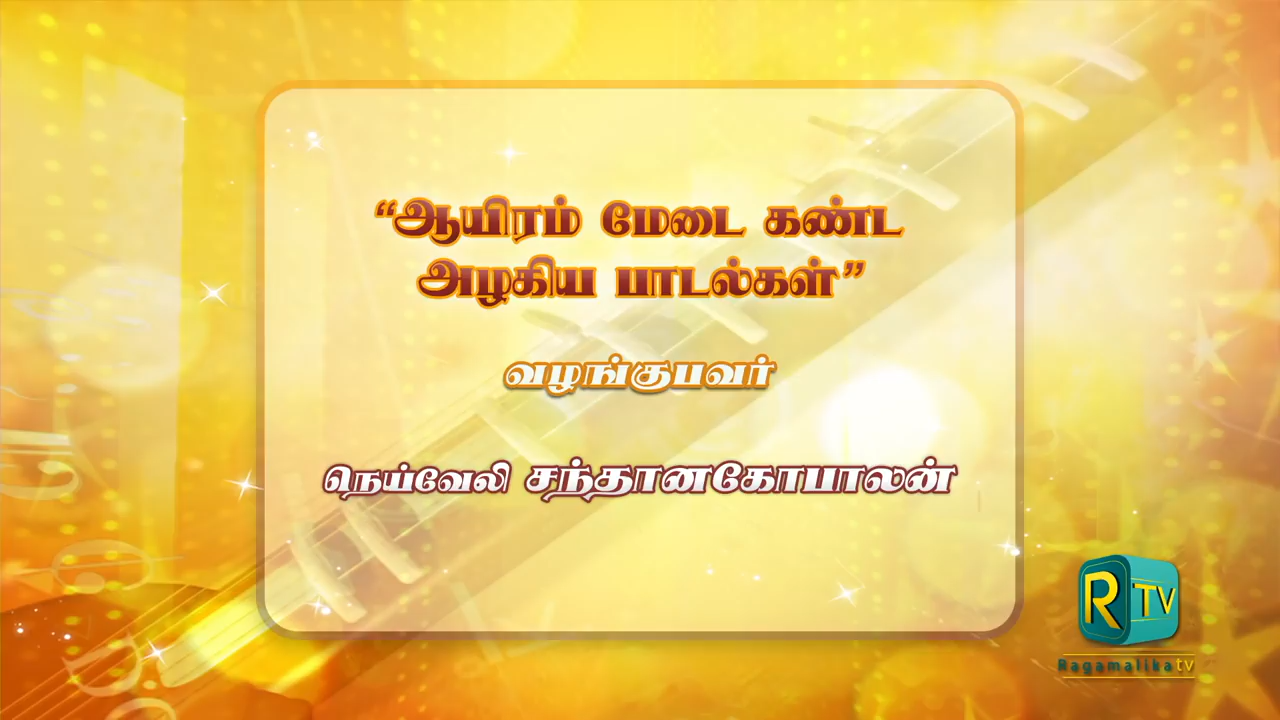 “ஆயிரம் மேடை கண்ட
அழகிய பாடல்கள்”
வழங்குபவர்
நெய்வேலி சந்தானகோபாலன்
R TV
Ragamalika tv